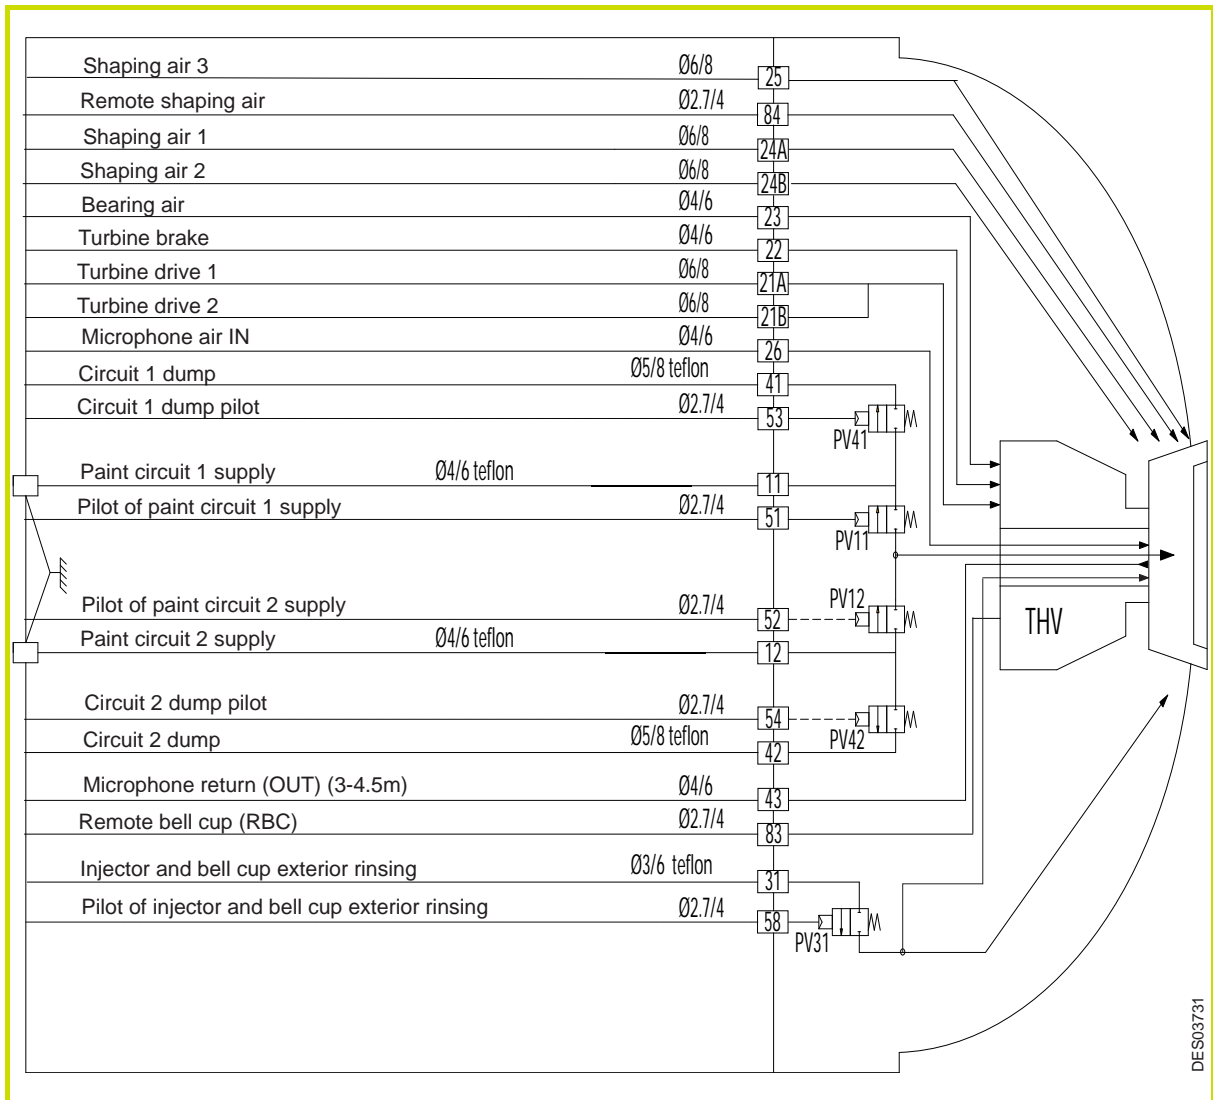 Shaping air 3 Ø6/8 25
Remote shaping air Ø2.7/4 84
Shaping air 1 Ø6/8 24A
Shaping air 2 Ø6/8 24B
Bearing air Ø4/6 23
Turbine brake Ø4/6 22
Turbine drive 1 Ø6/8 21A
Turbine drive 2 Ø6/8 21B
Microphone air IN Ø4/6 26
Circuit 1 dump Ø5/8 teflon 41
Circuit 1 dump pilot Ø2.7/4 53
PV41
Paint circuit 1 supply Ø4/6 teflon 11
Pilot of paint circuit 1 supply Ø2.7/4 51
PV11
Pilot of paint circuit 2 supply Ø2.7/4 52 PV12
THV
Paint circuit 2 supply Ø4/6 teflon 12
Circuit 2 dump pilot Ø2.7/4 54
Circuit 2 dump Ø5/8 teflon 42 PV42
Microphone return (OUT) (3-4.5m) Ø4/6 43
Remote bell cup (RBC) Ø2.7/4 83
Injector and bell cup exterior rinsing Ø3/6 teflon 31
Pilot of injector and bell cup exterior rinsing Ø2.7/4 58
PV31
DES03731